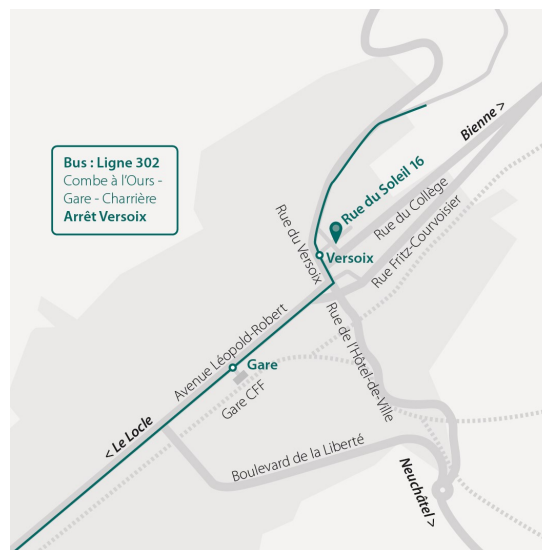 Bienne >
Bus : Ligne 302
Combe à l'Ours -
Gare - Charrière
Arrêt Versoix
Rue du Soleil 16
Rue du Collège
Rue Fritz-Courvoisier
Rue du Versoix
Versoix
Avenue Léopold-Robert
Rue de l'Hôtel-de-Ville
Gare
Gare CFF
< Le Locle
Boulevard de la Liberté
Neuchâtel >